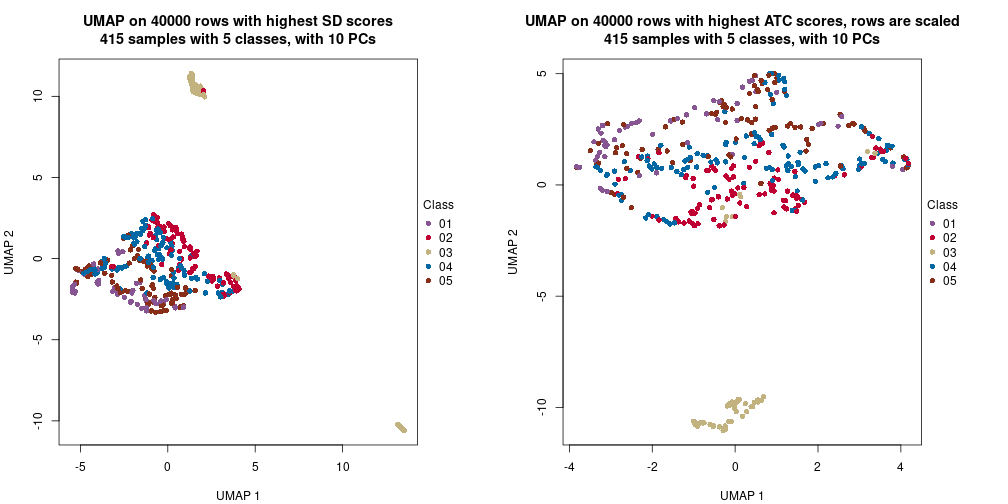 UMAP on 40000 rows with highest SD scores
415 samples with 5 classes, with 10 PCs
10
5
0
-5
-10
UMAP 2
-5
0
5
10
UMAP 1
Class
01
02
03
04
05
UMAP on 40000 rows with highest ATC scores, rows are scaled
415 samples with 5 classes, with 10 PCs
5
0
-5
-10
UMAP 2
-4
-2
0
2
4
UMAP 1
Class
01
02
03
04
05